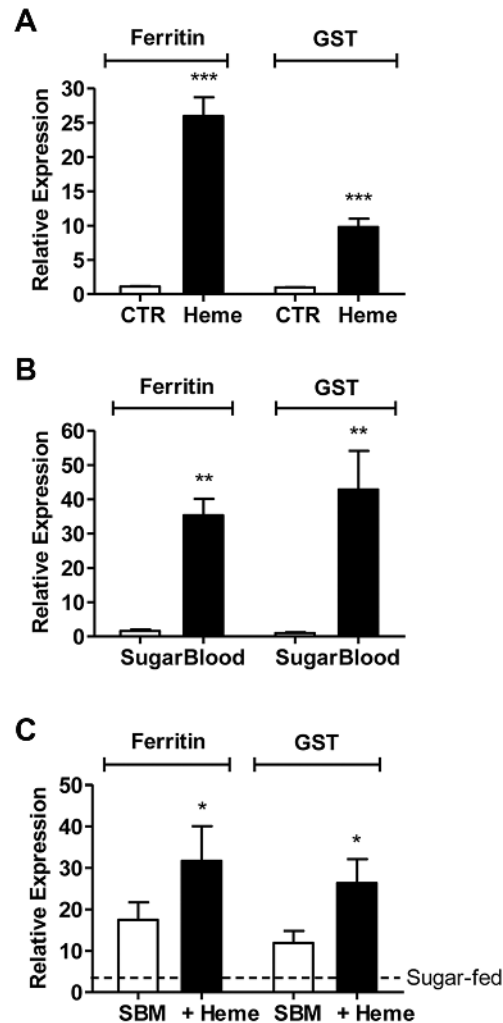 A
Ferritin GST
*** ***
Relative Expression
30
25
20
15
10
5
0
CTR Heme CTR Heme
B
Ferritin GST
** **
Relative Expression
60
50
40
30
20
10
0
SugarBlood SugarBlood
C
Ferritin GST
* *
Relative Expression
50
40
30
20
10
0
Sugar-fed
SBM + Heme SBM + Heme